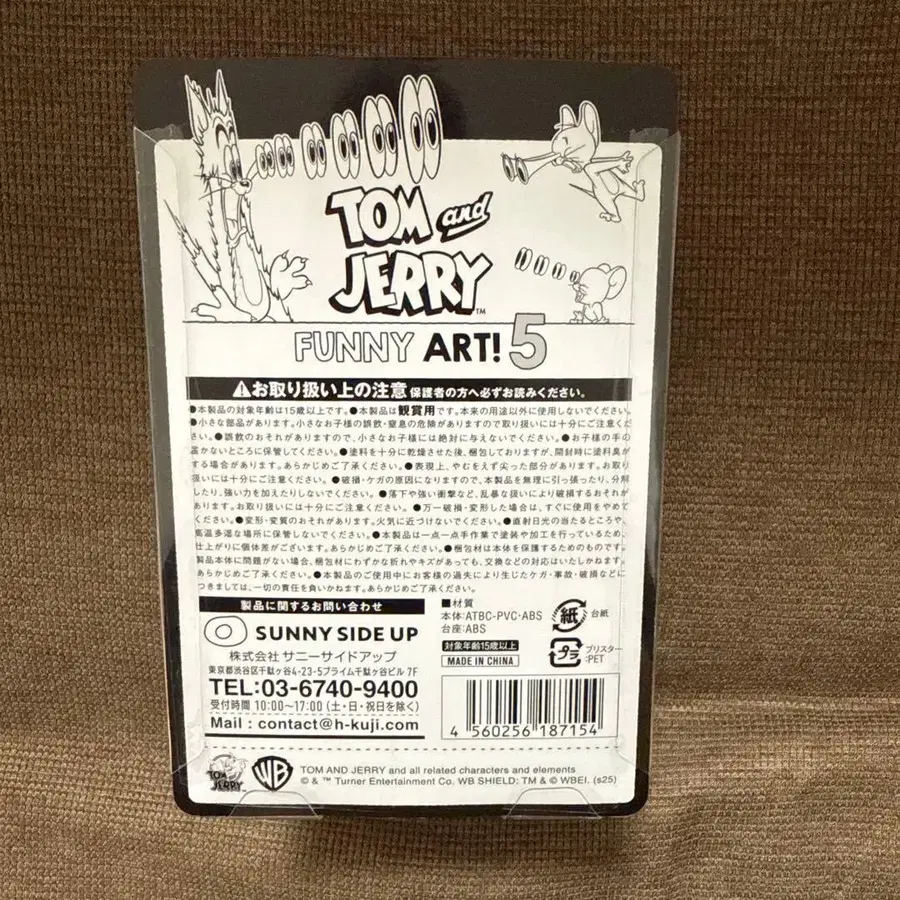 TOM and
JERRY™
FUNNY ART! 5
⚠お取り扱い上の注意 保護者の方へ必ずお読みください。
●本製品の対象年齢は15歳以上です。●本製品は観賞用です。本来の用途以外に使用しないでください。
●小さな部品があります。小さなお子様の誤飲・窒息の危険がありますので取り扱いには十分にご注意くだ
さい。●誤飲のおそれがありますので、小さなお子様には絶対に与えないでください。●お子様の手の
届かないところに保管してください。●塗料を十分に乾燥させた後、梱包しておりますが、開封時に塗料臭が
する場合があります。あらかじめご了承ください。●表現上、やむをえず尖った部分があります。お取り
扱いには十分にご注意ください。●破損・ケガの原因になりますので、本製品を無理に引っ張ったり、分解
したり、強い力を加えたりしないでください。●落下や強い衝撃など、乱暴な扱いにより破損するおそれが
あります。お取り扱いには十分にご注意ください。●万一破損・変形した場合は、すぐに使用をやめて
ください。●変形・変質のおそれがあります。火気に近づけないでください。●直射日光の当たるところや、
高温多湿な場所に保管しないでください。●本製品は一点一点手作業で塗装や加工を行っているため、
仕上がりに個体差がございます。あらかじめご了承ください。●梱包材は本体を保護するためのものです。
製品本体に問題がない場合、梱包材にわずかな折れやキズがあっても、交換などの対応はいたしかねます。
あらかじめご了承ください。●本製品のご使用中にお客様の過失により生じたケガ・事故・破損などに
つきましては、一切の責任を負いかねます。あらかじめご了承ください。
製品に関するお問い合わせ
SUNNY SIDE UP
株式会社 サニーサイドアップ
東京都渋谷区千駄ヶ谷4-23-5プライム千駄ヶ谷ビル 7F
TEL:03-6740-9400
受付時間 10:00〜17:00(土・日・祝日を除く)
Mail : contact@h-kuji.com
■材質
本体:ATBC-PVC・ABS
台座:ABS
対象年齢15歳以上
MADE IN CHINA
紙 台紙
プラ ブリスター
:PET
4 560256 187154
TOM and
JERRY
WB
TOM AND JERRY and all related characters and elements
© & ™ Turner Entertainment Co. WB SHIELD: TM & © WBEI. (s25)